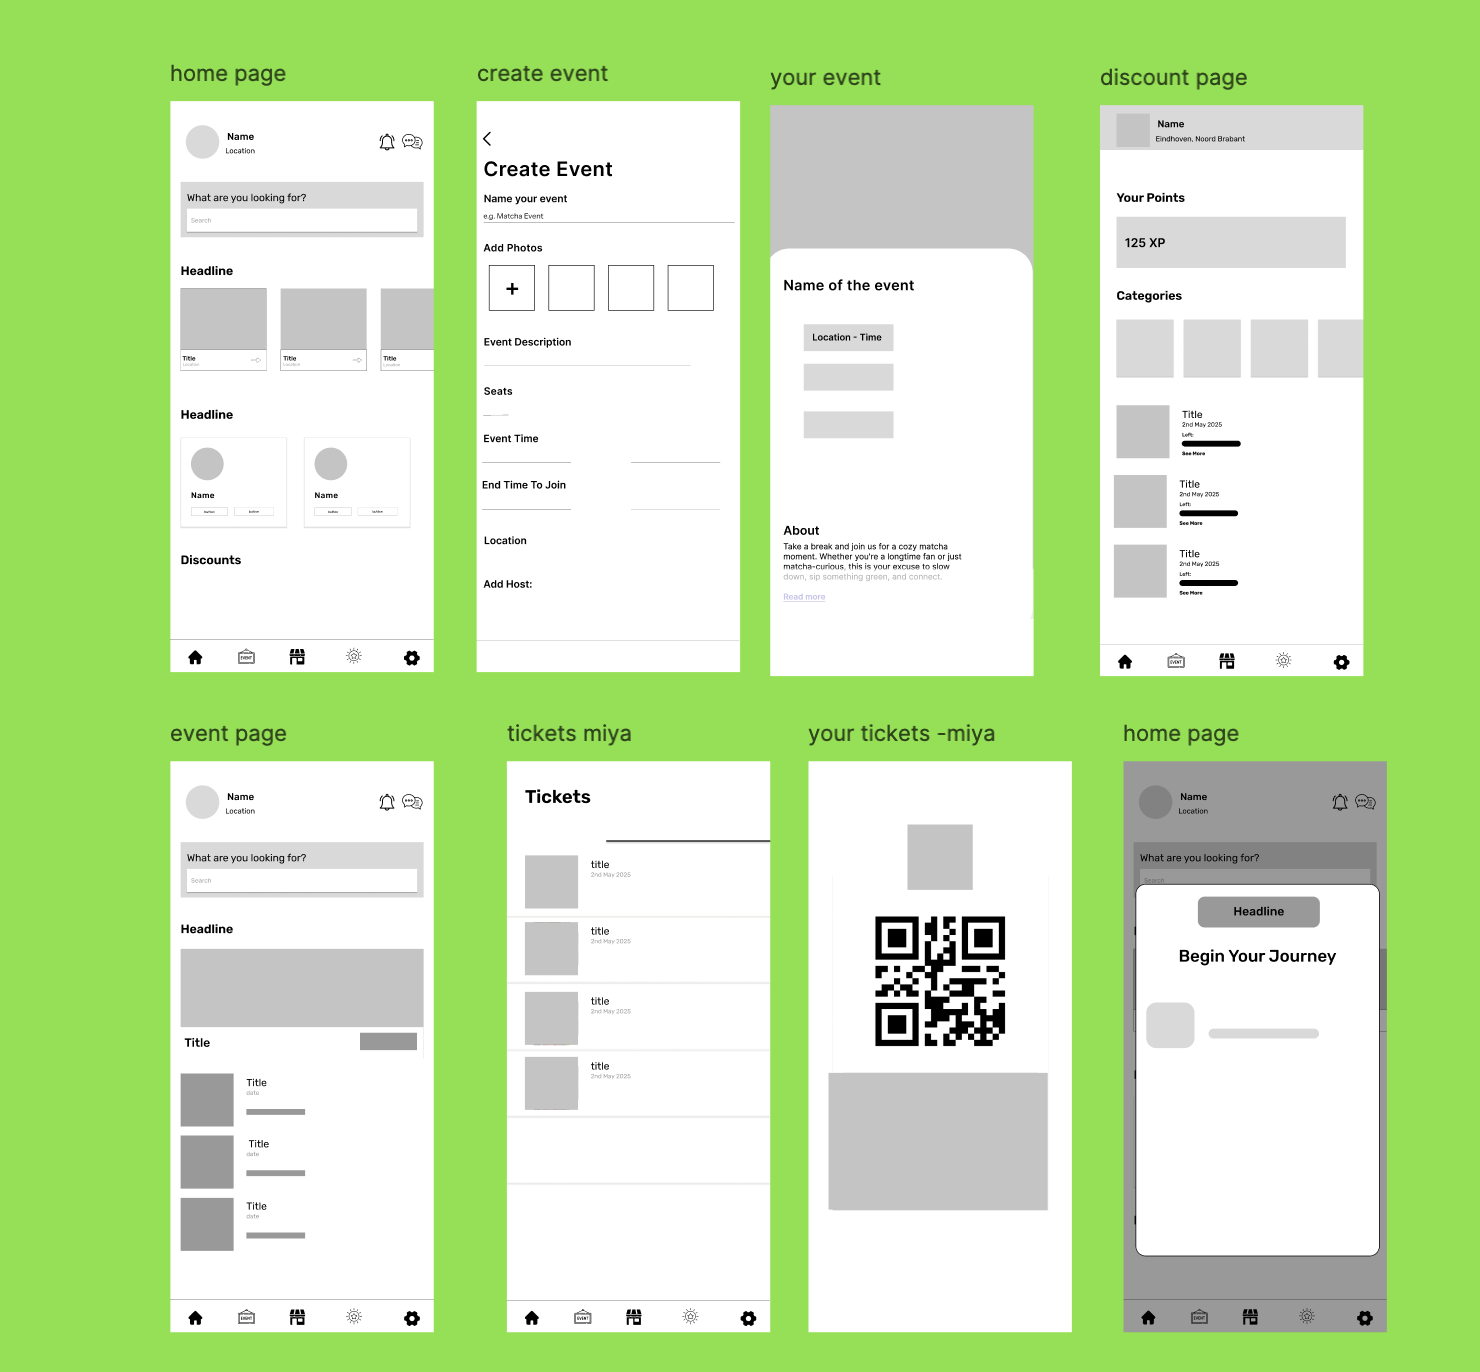 home page
Name
Location
What are you looking for?
Search
Headline
Title
Location
Title
Location
Title
Location
Headline
Name
button
button
Name
button
button
Discounts
EVENT
create event
Create Event
Name your event
e.g. Matcha Event
Add Photos
+
Event Description
Seats
Event Time
End Time To Join
Location
Add Host:
your event
Name of the event
Location - Time
About
Take a break and join us for a cozy matcha
moment. Whether you're a longtime fan or just
matcha-curious, this is your excuse to slow
down, sip something green, and connect.
Read more
discount page
Name
Eindhoven, Noord Brabant
Your Points
125 XP
Categories
Title
2nd May 2025
Left:
See More
Title
2nd May 2025
Left:
See More
Title
2nd May 2025
Left:
See More
EVENT
event page
Name
Location
What are you looking for?
Search
Headline
Title
Title
date
Title
date
Title
date
EVENT
tickets miya
Tickets
title
2nd May 2025
title
2nd May 2025
title
2nd May 2025
title
2nd May 2025
EVENT
your tickets -miya
home page
Name
Location
What are you looking for?
Search
Headline
Begin Your Journey
EVENT